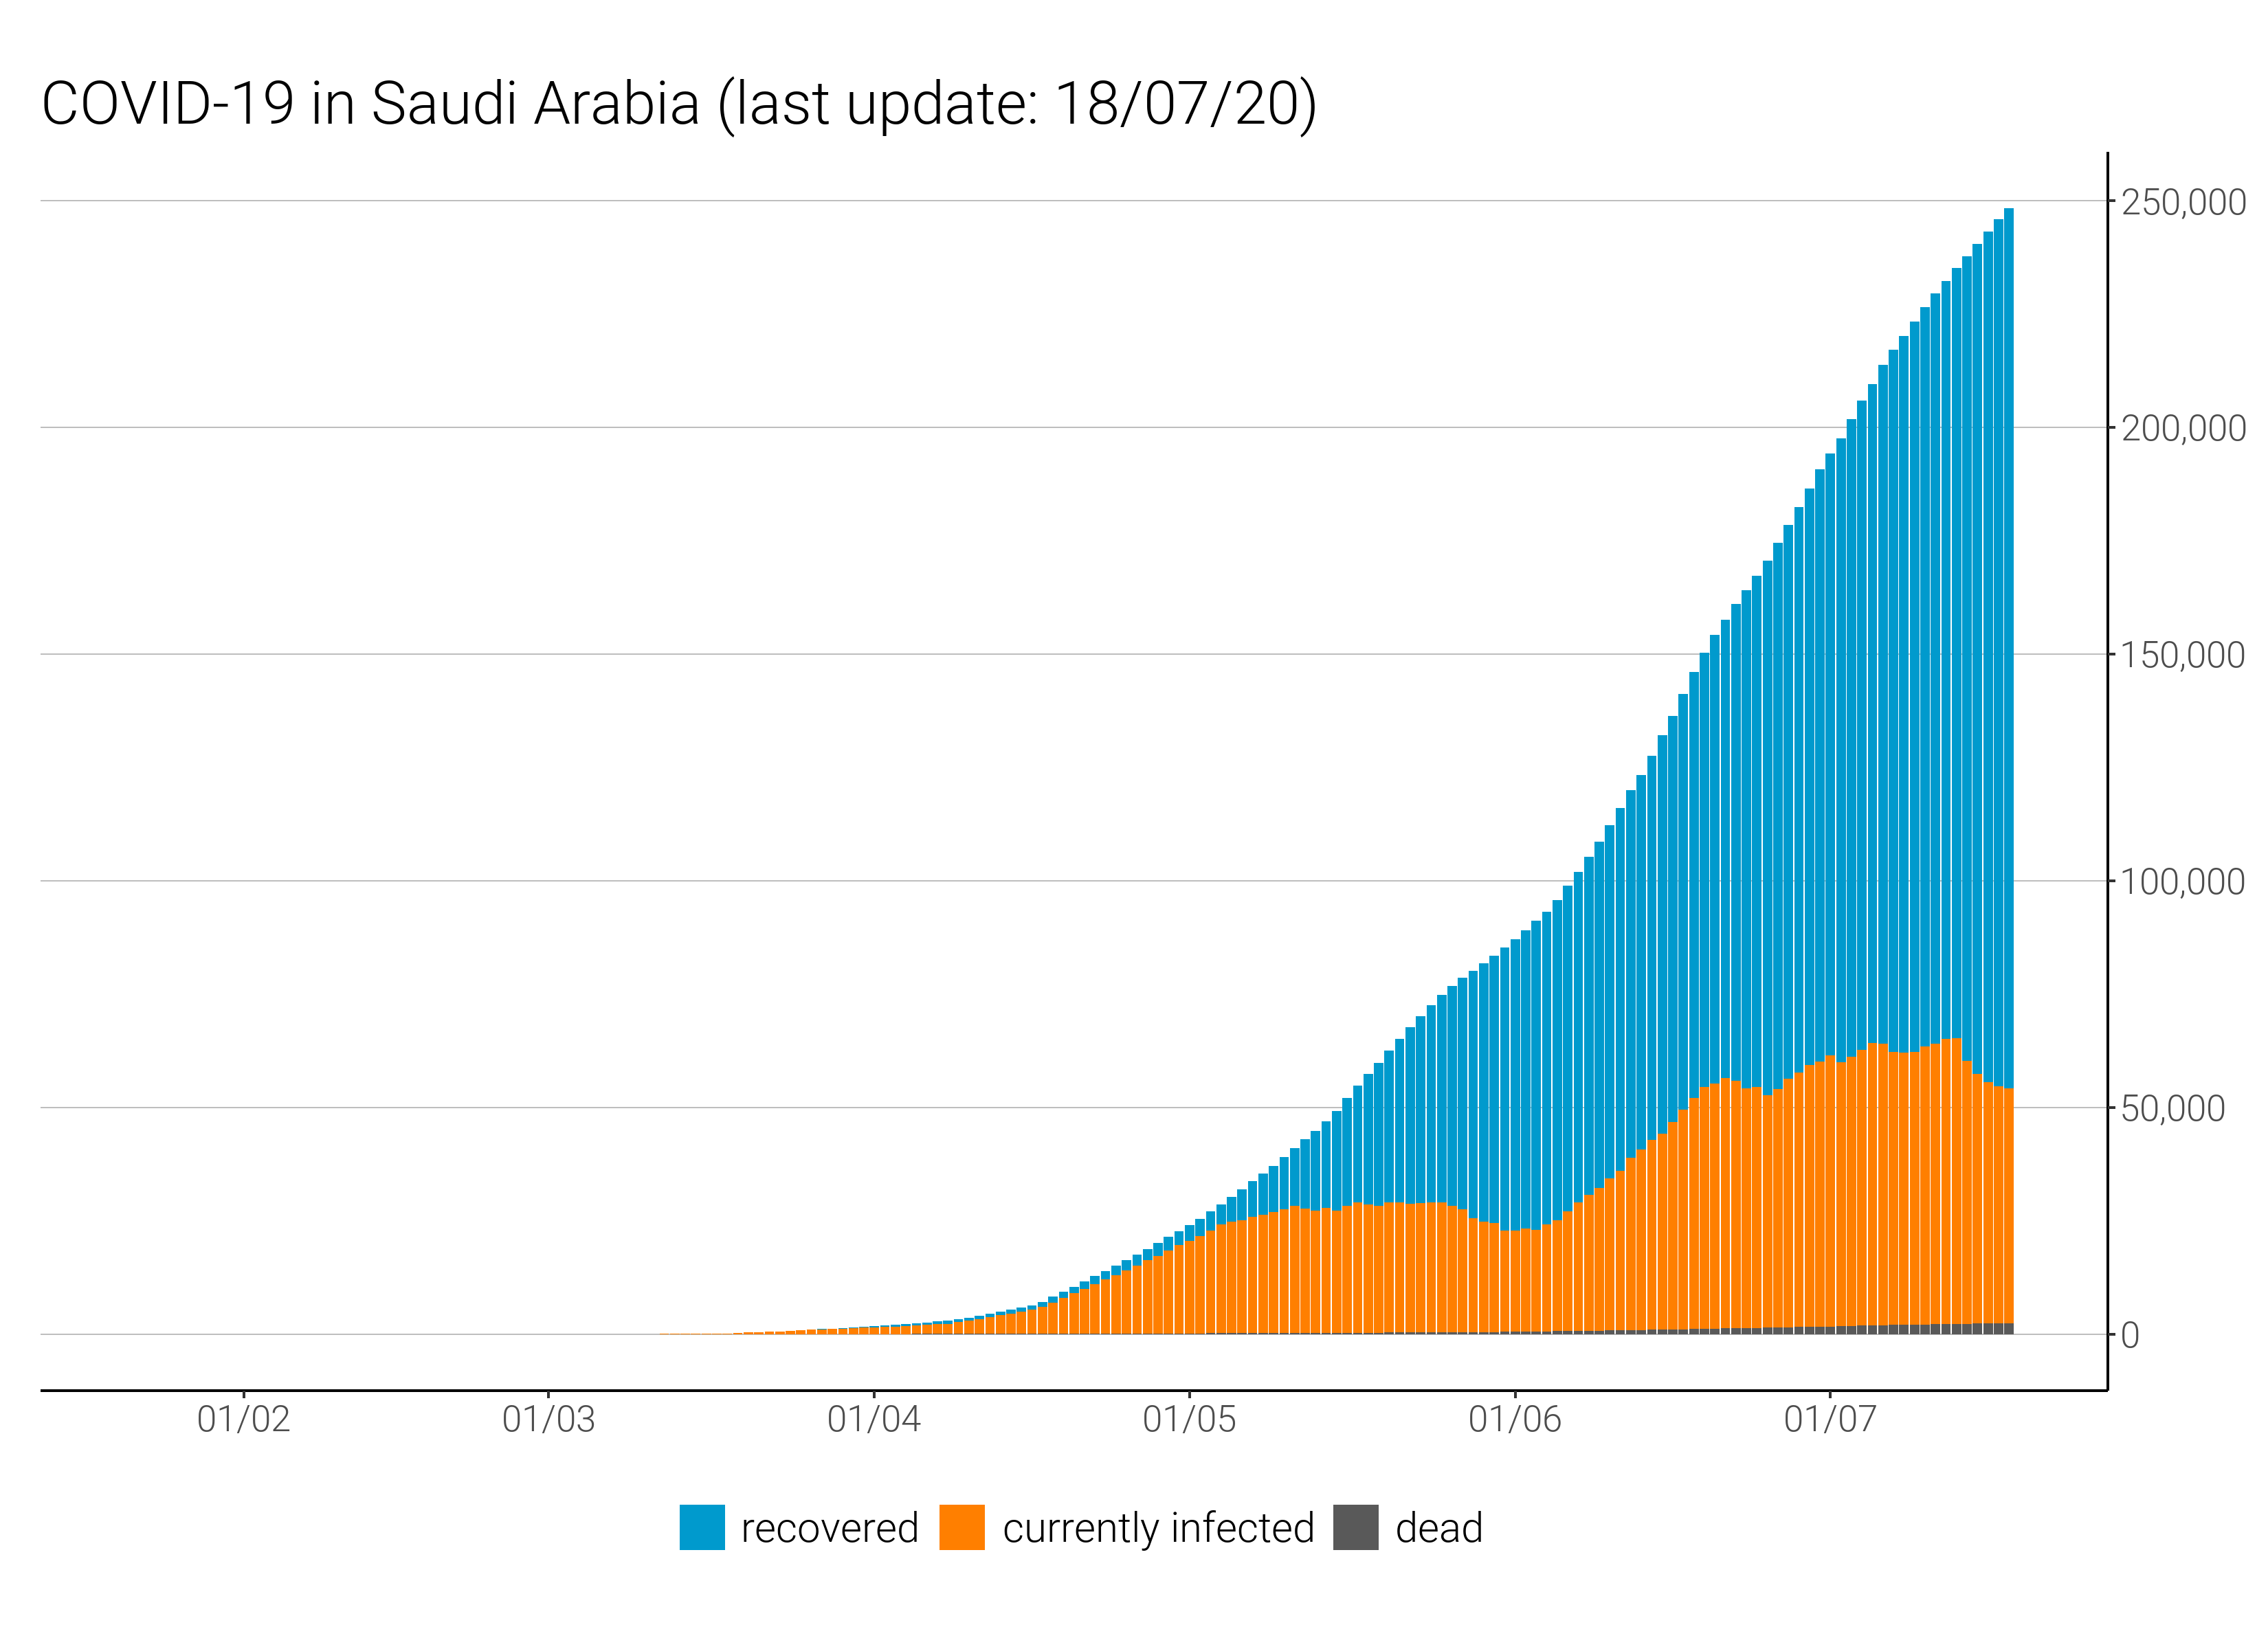 COVID-19 in Saudi Arabia (last update: 18/07/20)
250,000
200,000
150,000
100,000
50,000
0
01/02 01/03 01/04 01/05 01/06 01/07
recovered currently infected dead